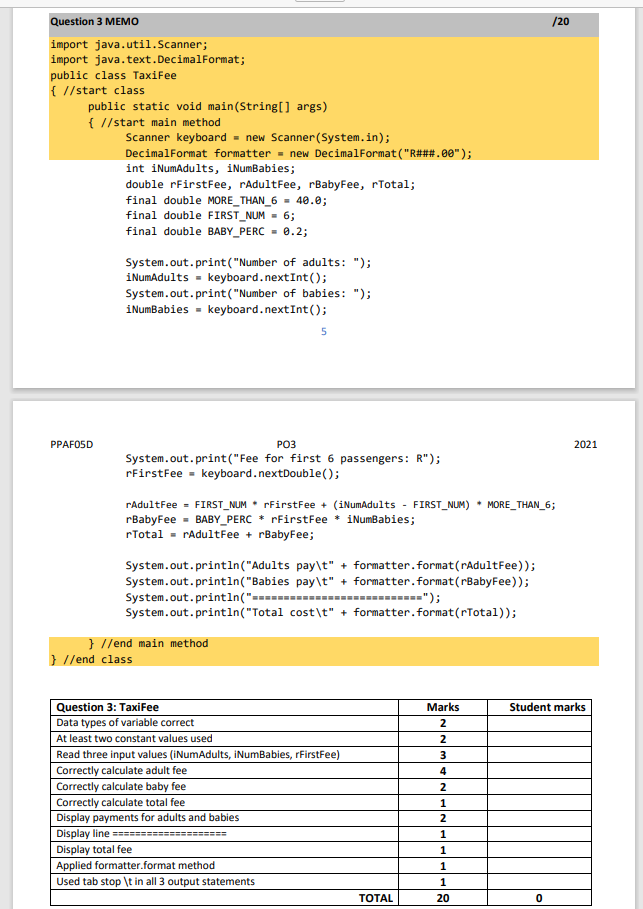 Question 3 MEMO /20
import java.util.Scanner;
import java.text.DecimalFormat;
public class TaxiFee
{ //start class
public static void main(String[] args)
{ //start main method
Scanner keyboard = new Scanner(System.in);
DecimalFormat formatter = new DecimalFormat("R###.00");
int iNumAdults, iNumBabies;
double rFirstFee, rAdultFee, rBabyFee, rTotal;
final double MORE_THAN_6 = 40.0;
final double FIRST_NUM = 6;
final double BABY_PERC = 0.2;
System.out.print("Number of adults: ");
iNumAdults = keyboard.nextInt();
System.out.print("Number of babies: ");
iNumBabies = keyboard.nextInt();
5
PPAF05D PO3 2021
System.out.print("Fee for first 6 passengers: R");
rFirstFee = keyboard.nextDouble();
rAdultFee = FIRST_NUM * rFirstFee + (iNumAdults - FIRST_NUM) * MORE_THAN_6;
rBabyFee = BABY_PERC * rFirstFee * iNumBabies;
rTotal = rAdultFee + rBabyFee;
System.out.println("Adults pay\t" + formatter.format(rAdultFee));
System.out.println("Babies pay\t" + formatter.format(rBabyFee));
System.out.println("===========================");
System.out.println("Total cost\t" + formatter.format(rTotal));
} //end main method
} //end class
Question 3: TaxiFee Marks Student marks
Data types of variable correct 2
At least two constant values used 2
Read three input values (iNumAdults, iNumBabies, rFirstFee) 3
Correctly calculate adult fee 4
Correctly calculate baby fee 2
Correctly calculate total fee 1
Display payments for adults and babies 2
Display line ==================== 1
Display total fee 1
Applied formatter.format method 1
Used tab stop \t in all 3 output statements 1
TOTAL 20 0